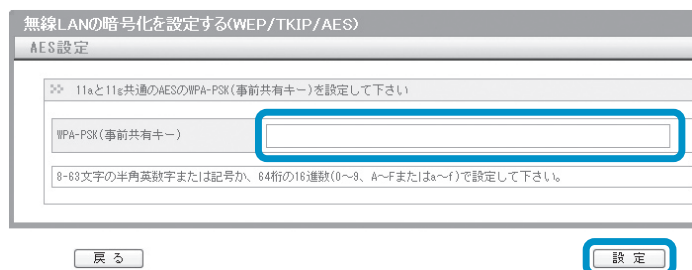 無線LANの暗号化を設定する(WEP/TKIP/AES)
AES設定
11aと11g共通のAESのWPA-PSK(事前共有キー)を設定して下さい
WPA-PSK(事前共有キー)
8-63文字の半角英数字または記号か、64桁の16進数(0～9、A～Fまたはa～f)で設定して下さい。
戻る
設定